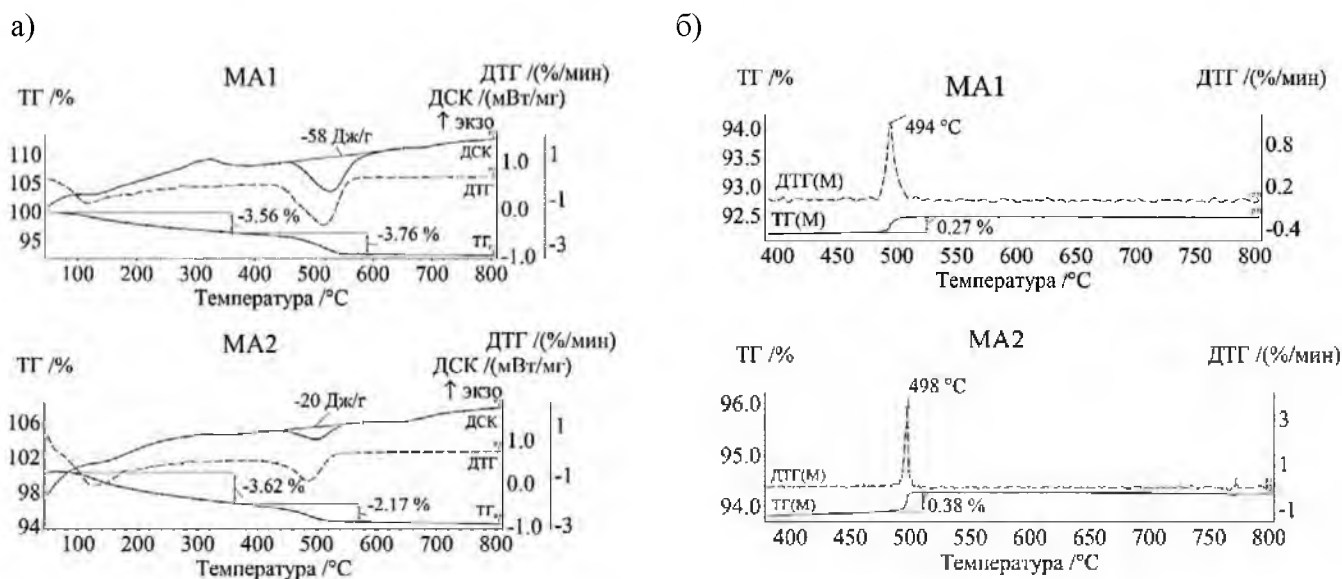 а)
МА1
ТГ /%
ДТГ /(%/мин)
ДСК /(мВт/мг)
↑ экзо
-58 Дж/г
ДСК
ДТГ
-3.56 %
-3.76 %
ТГ
110
105
100
95
1.0
0.0
-1.0
1
-1
-3
100 200 300 400 500 600 700 800
Температура /°C
МА2
ТГ /%
ДТГ /(%/мин)
ДСК /(мВт/мг)
↑ экзо
-20 Дж/г
ДСК
ДТГ
-3.62 %
-2.17 %
ТГ
106
104
102
100
98
96
94
1.0
0.0
-1.0
1
-1
-3
100 200 300 400 500 600 700 800
Температура /°C
б)
МА1
ТГ /%
ДТГ /(%/мин)
494 °C
ДТГ(М)
ТГ(М)
0.27 %
94.0
93.5
93.0
92.5
0.8
0.2
-0.4
400 450 500 550 600 650 700 750 800
Температура /°C
МА2
ТГ /%
ДТГ /(%/мин)
498 °C
ДТГ(М)
ТГ(М)
0.38 %
96.0
95.0
94.0
3
1
-1
400 450 500 550 600 650 700 750 800
Температура /°C